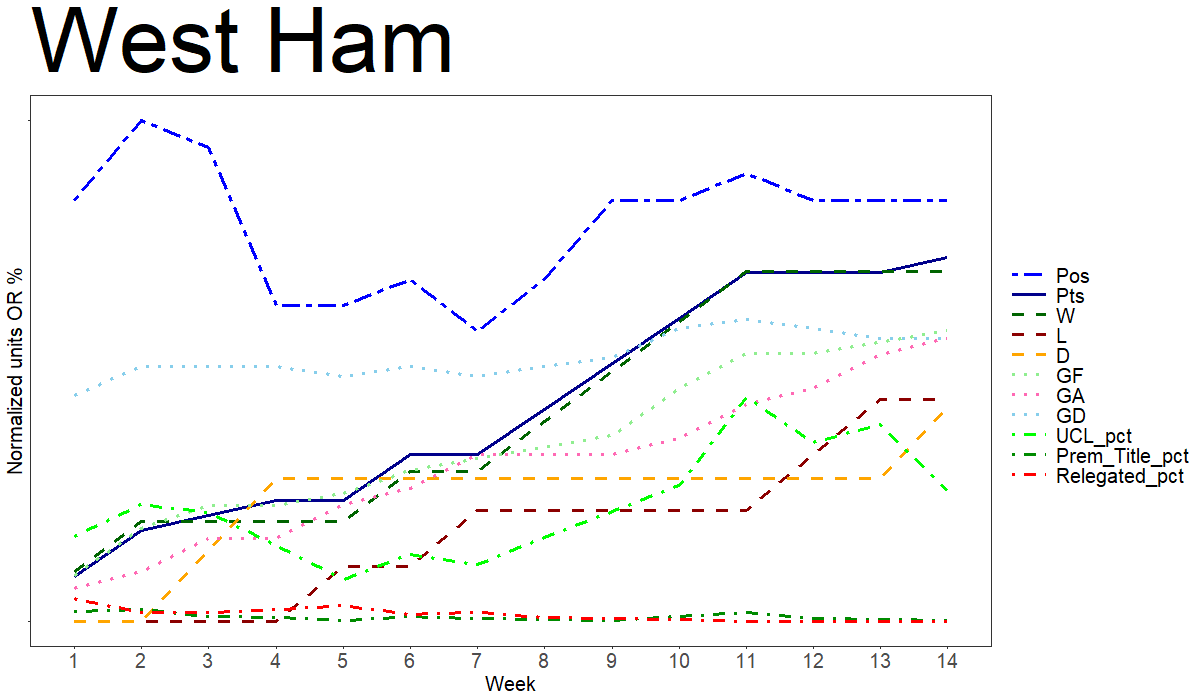 West Ham
Normalized units OR %
Pos
Pts
W
L
D
GF
GA
GD
UCL_pct
Prem_Title_pct
Relegated_pct
1 2 3 4 5 6 7 8 9 10 11 12 13 14
Week